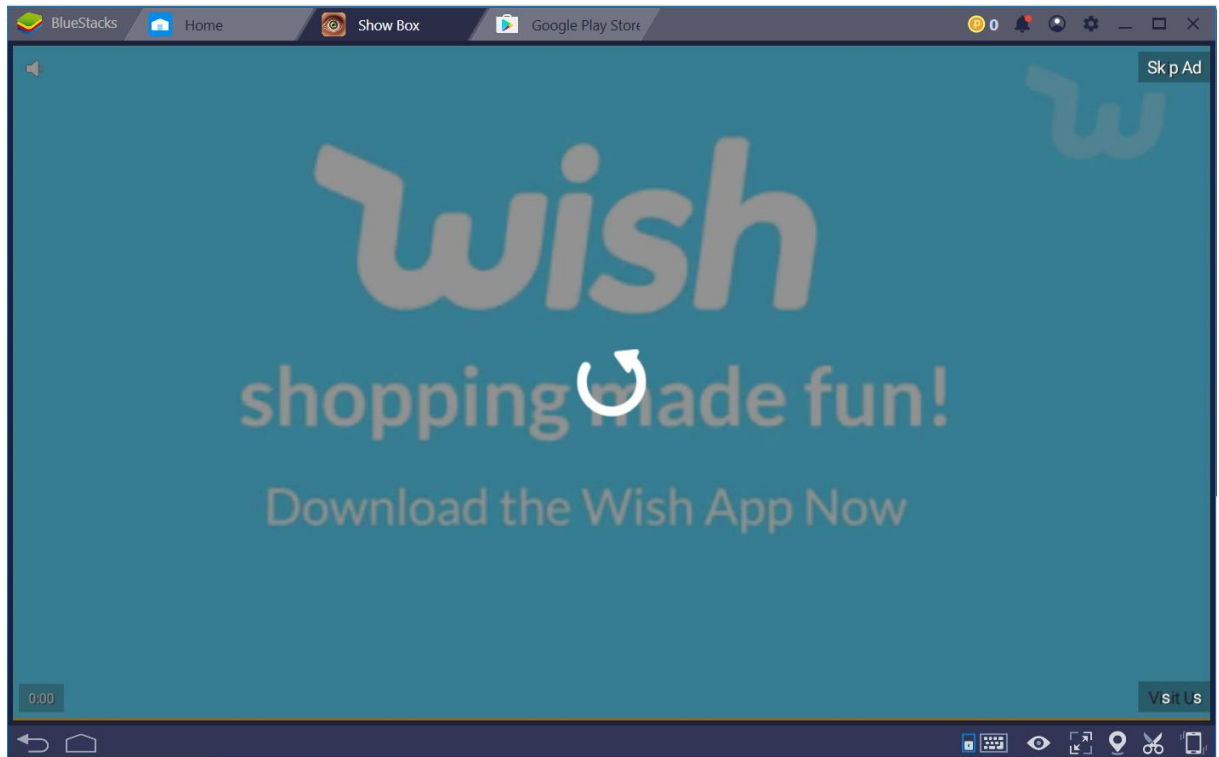 BlueStacks Home Show Box Google Play Store 0
Sk p Ad
w
wish
shopping made fun!
Download the Wish App Now
0:00
Visit Us